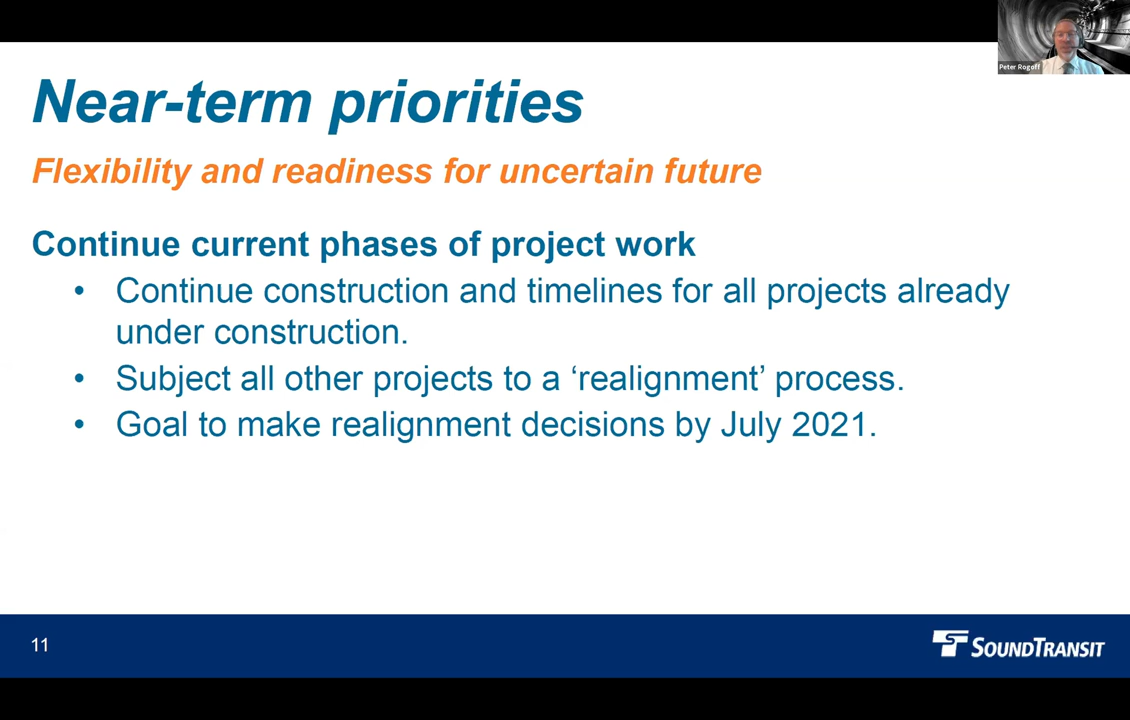 Peter Rogoff
Near-term priorities
Flexibility and readiness for uncertain future
Continue current phases of project work
• Continue construction and timelines for all projects already
under construction.
• Subject all other projects to a ‘realignment’ process.
• Goal to make realignment decisions by July 2021.
11
SOUNDTRANSIT